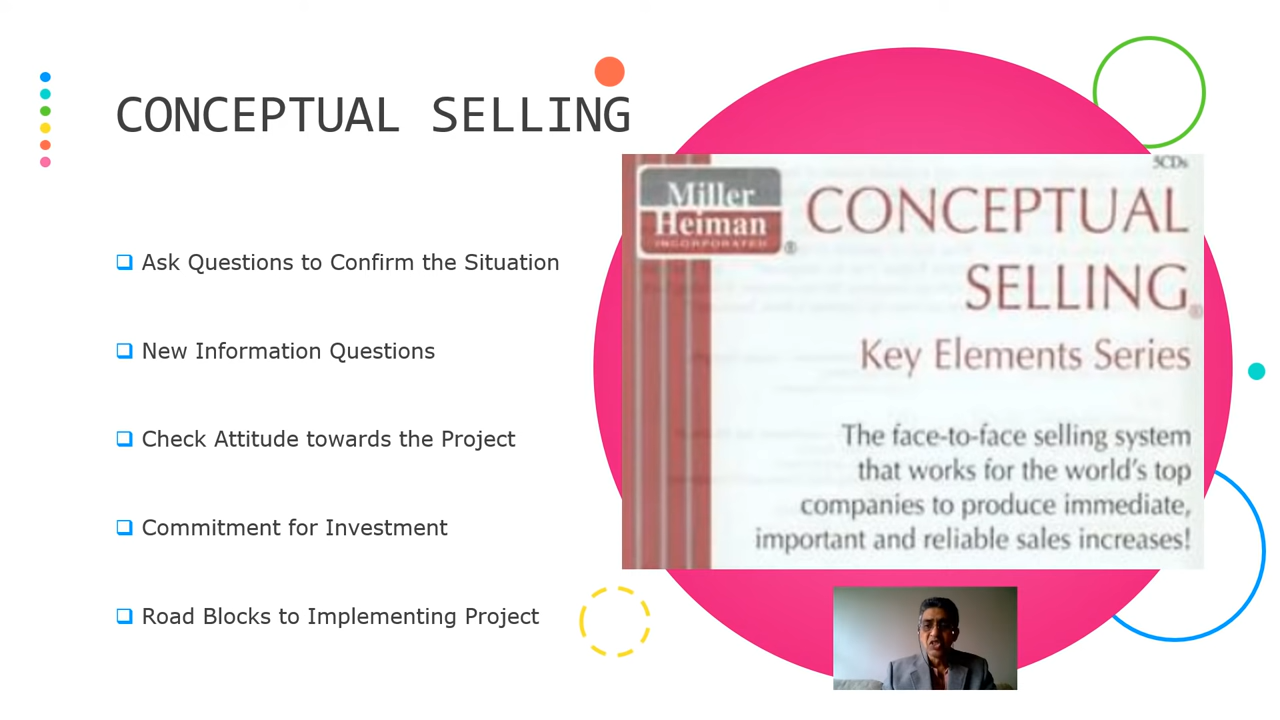 CONCEPTUAL SELLING
Ask Questions to Confirm the Situation
New Information Questions
Check Attitude towards the Project
Commitment for Investment
Road Blocks to Implementing Project
5CDs
Miller
Heiman
INCORPORATED
®
CONCEPTUAL
SELLING®
Key Elements Series
The face-to-face selling system
that works for the world's top
companies to produce immediate,
important and reliable sales increases!